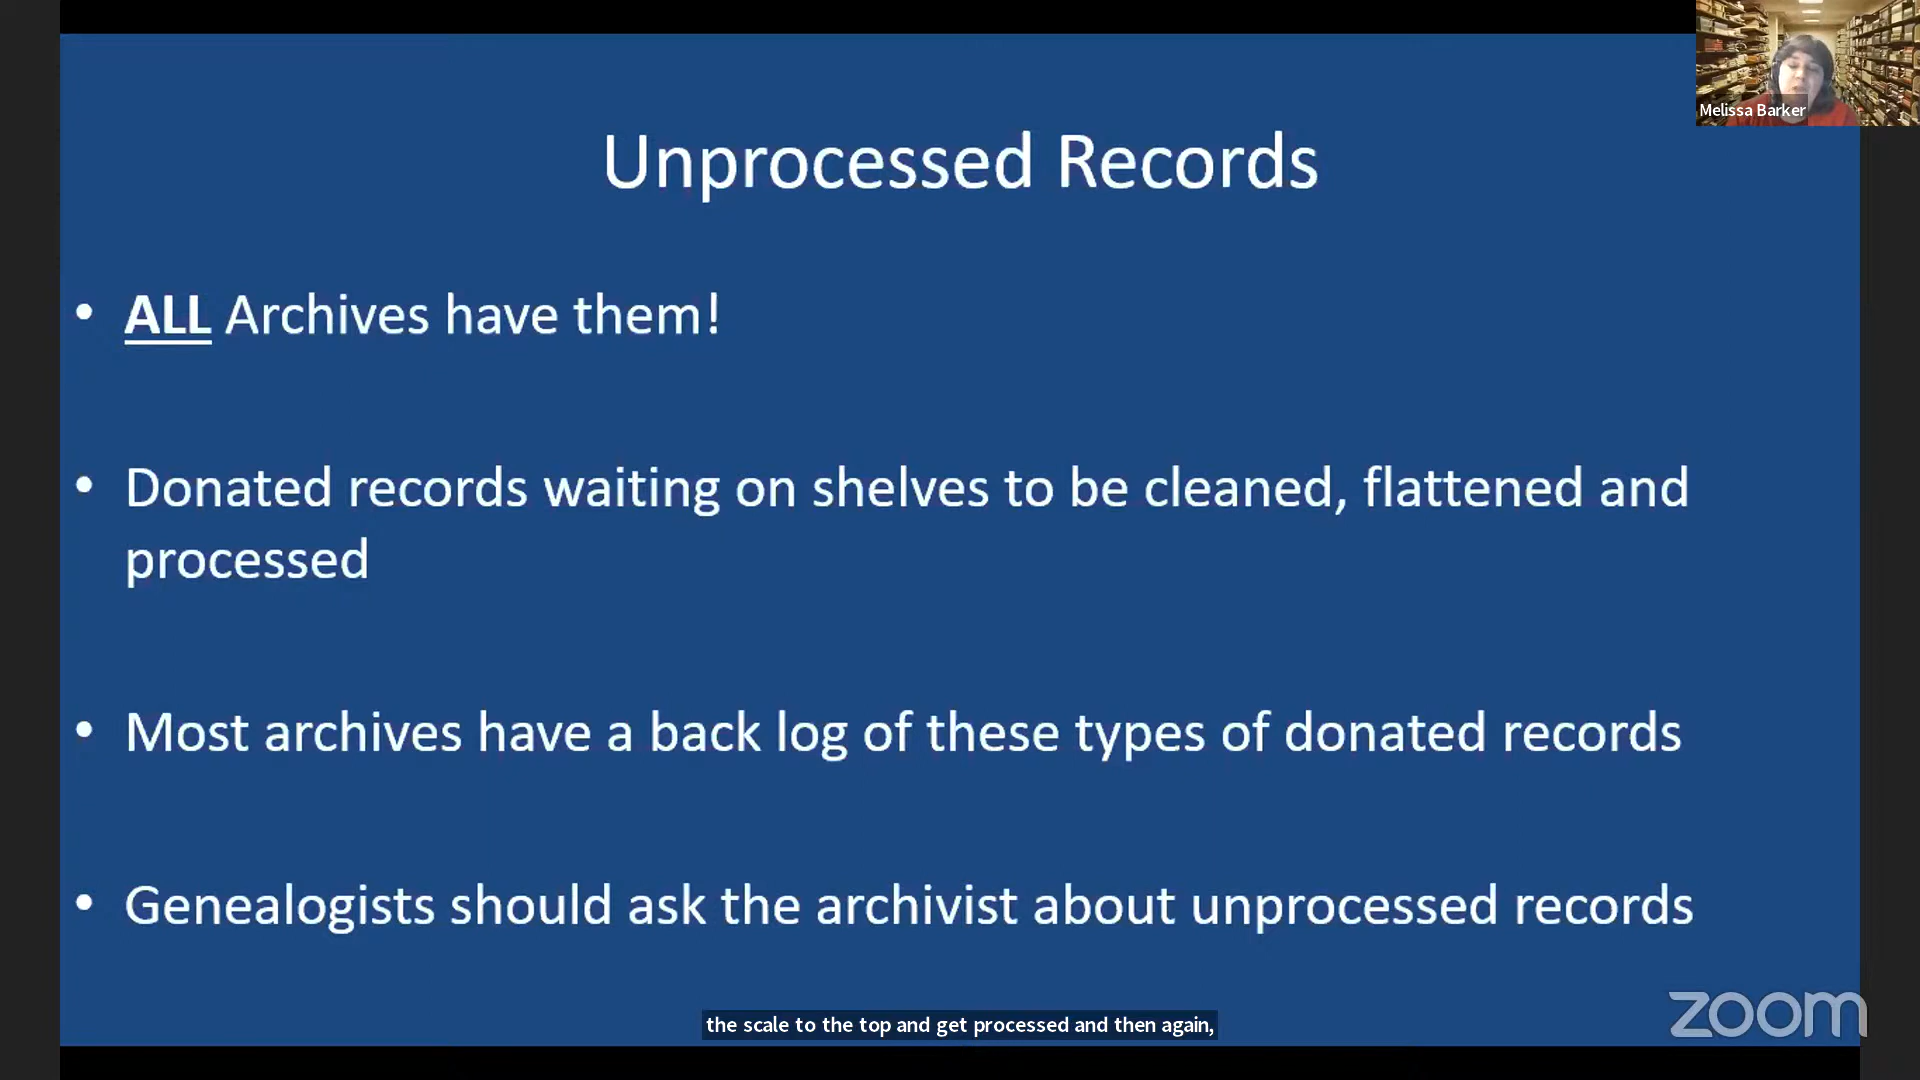 Melissa Barker
Unprocessed Records
• ALL Archives have them!
• Donated records waiting on shelves to be cleaned, flattened and
processed
• Most archives have a back log of these types of donated records
• Genealogists should ask the archivist about unprocessed records
the scale to the top and get processed and then again,
zoom